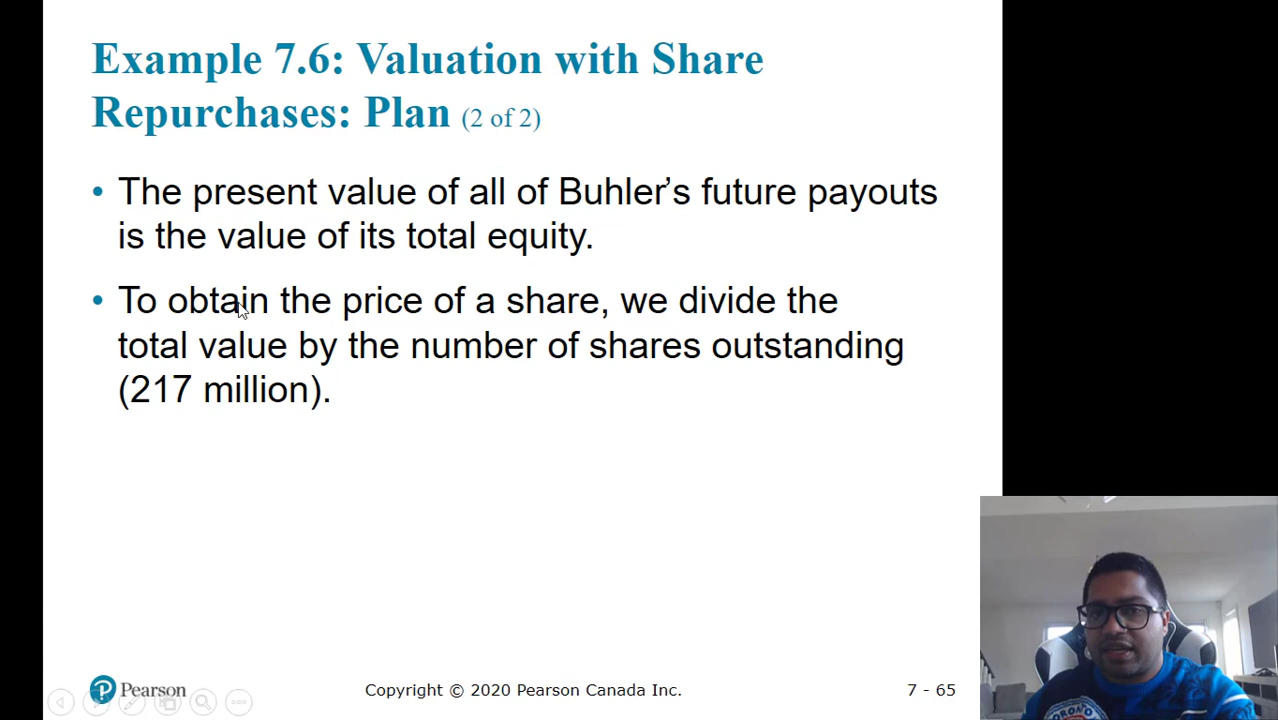 Example 7.6: Valuation with Share
Repurchases: Plan (2 of 2)
• The present value of all of Buhler’s future payouts
is the value of its total equity.
• To obtain the price of a share, we divide the
total value by the number of shares outstanding
(217 million).
P Pearson
Copyright © 2020 Pearson Canada Inc.
7 - 65